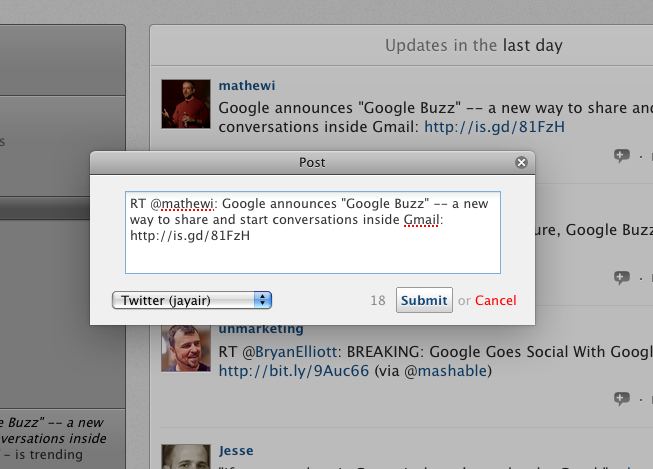 Updates in the last day
mathewi
Google announces "Google Buzz" -- a new way to share and
conversations inside Gmail: http://is.gd/81FzH
Post
RT @mathewi: Google announces "Google Buzz" -- a new
way to share and start conversations inside Gmail:
http://is.gd/81FzH
Twitter (jayair)
18
Submit or Cancel
Google Buzz
unmarketing
RT @BryanElliott: BREAKING: Google Goes Social With Googl
http://bit.ly/9Auc66 (via @mashable)
Buzz" -- a new
inside
- is trending
Jesse